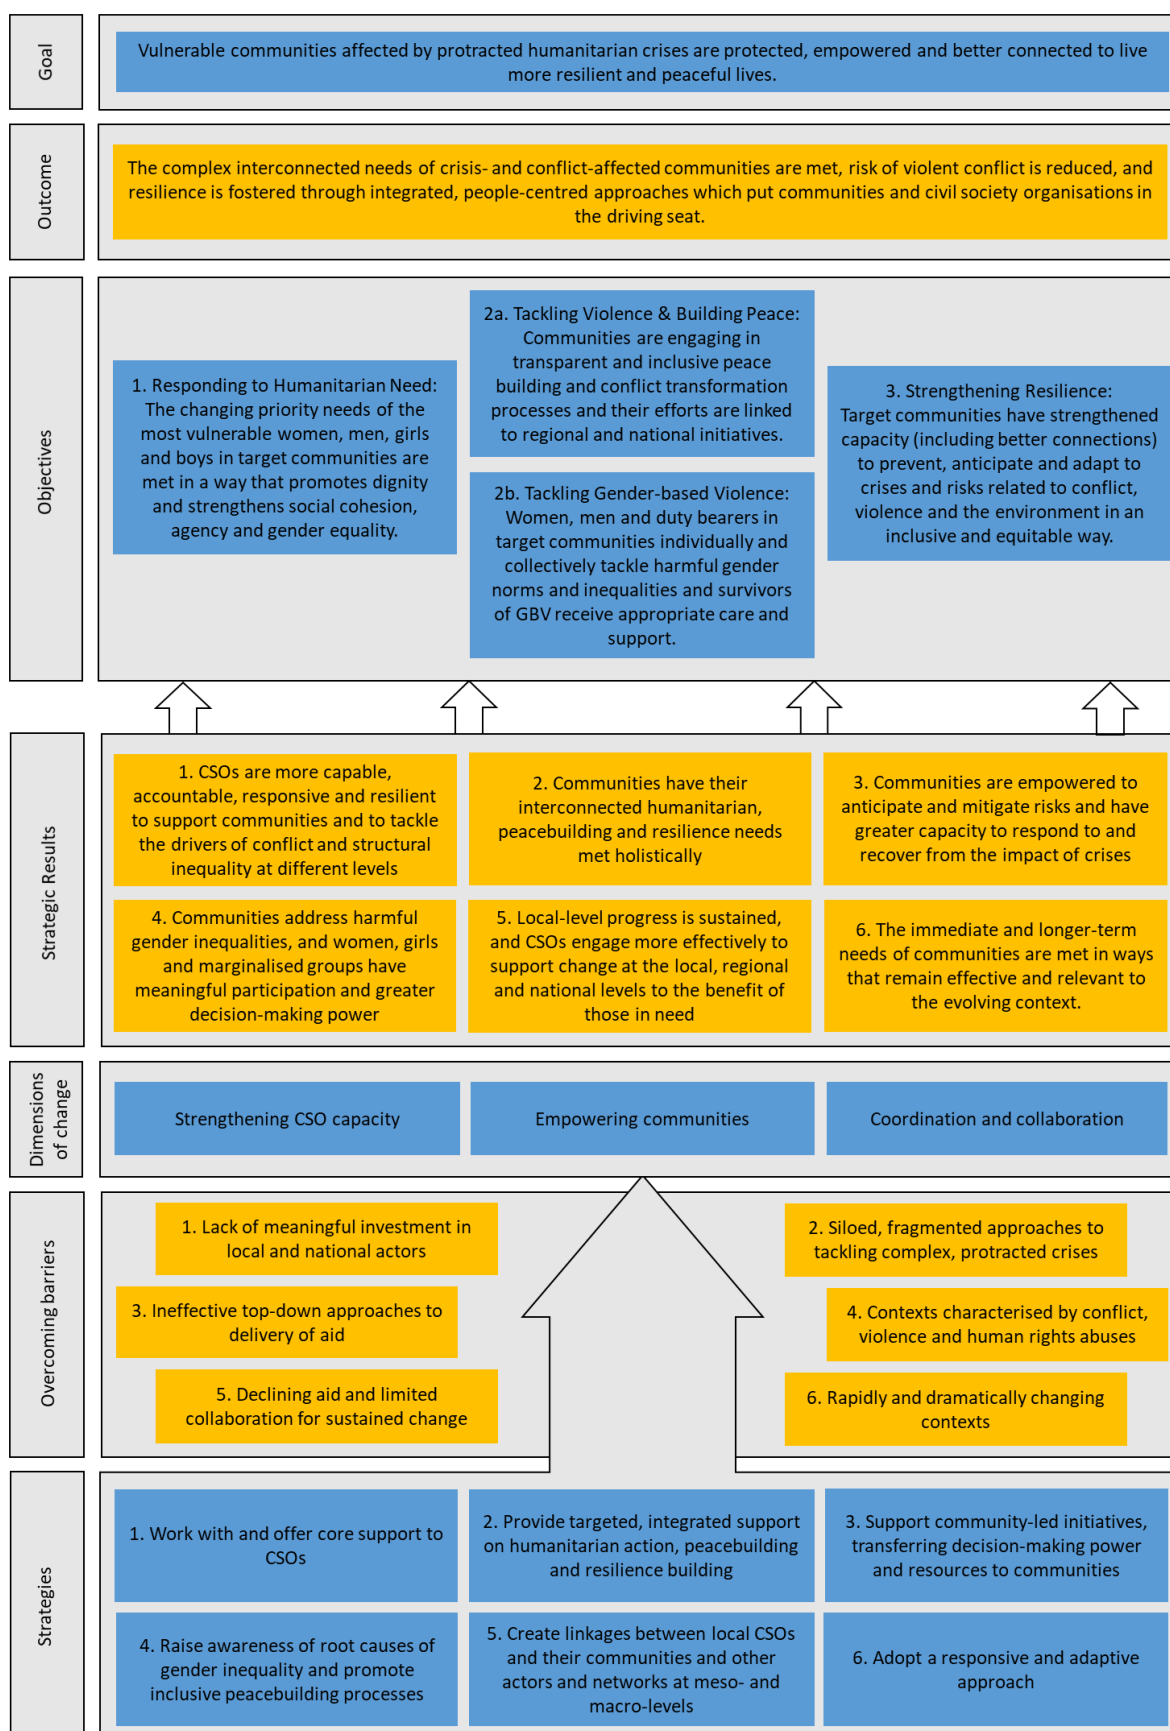 Goal
Vulnerable communities affected by protracted humanitarian crises are protected, empowered and better connected to live
more resilient and peaceful lives.
Outcome
The complex interconnected needs of crisis- and conflict-affected communities are met, risk of violent conflict is reduced, and
resilience is fostered through integrated, people-centred approaches which put communities and civil society organisations in
the driving seat.
Objectives
1. Responding to Humanitarian Need:
The changing priority needs of the
most vulnerable women, men, girls
and boys in target communities are
met in a way that promotes dignity
and strengthens social cohesion,
agency and gender equality.
2a. Tackling Violence & Building Peace:
Communities are engaging in
transparent and inclusive peace
building and conflict transformation
processes and their efforts are linked
to regional and national initiatives.
2b. Tackling Gender-based Violence:
Women, men and duty bearers in
target communities individually and
collectively tackle harmful gender
norms and inequalities and survivors
of GBV receive appropriate care and
support.
3. Strengthening Resilience:
Target communities have strengthened
capacity (including better connections)
to prevent, anticipate and adapt to
crises and risks related to conflict,
violence and the environment in an
inclusive and equitable way.
Strategic Results
1. CSOs are more capable,
accountable, responsive and resilient
to support communities and to tackle
the drivers of conflict and structural
inequality at different levels
2. Communities have their
interconnected humanitarian,
peacebuilding and resilience needs
met holistically
3. Communities are empowered to
anticipate and mitigate risks and have
greater capacity to respond to and
recover from the impact of crises
4. Communities address harmful
gender inequalities, and women, girls
and marginalised groups have
meaningful participation and greater
decision-making power
5. Local-level progress is sustained,
and CSOs engage more effectively to
support change at the local, regional
and national levels to the benefit of
those in need
6. The immediate and longer-term
needs of communities are met in ways
that remain effective and relevant to
the evolving context.
Dimensions
of change
Strengthening CSO capacity
Empowering communities
Coordination and collaboration
Overcoming barriers
1. Lack of meaningful investment in
local and national actors
2. Siloed, fragmented approaches to
tackling complex, protracted crises
3. Ineffective top-down approaches to
delivery of aid
4. Contexts characterised by conflict,
violence and human rights abuses
5. Declining aid and limited
collaboration for sustained change
6. Rapidly and dramatically changing
contexts
Strategies
1. Work with and offer core support to
CSOs
2. Provide targeted, integrated support
on humanitarian action, peacebuilding
and resilience building
3. Support community-led initiatives,
transferring decision-making power
and resources to communities
4. Raise awareness of root causes of
gender inequality and promote
inclusive peacebuilding processes
5. Create linkages between local CSOs
and their communities and other
actors and networks at meso- and
macro-levels
6. Adopt a responsive and adaptive
approach